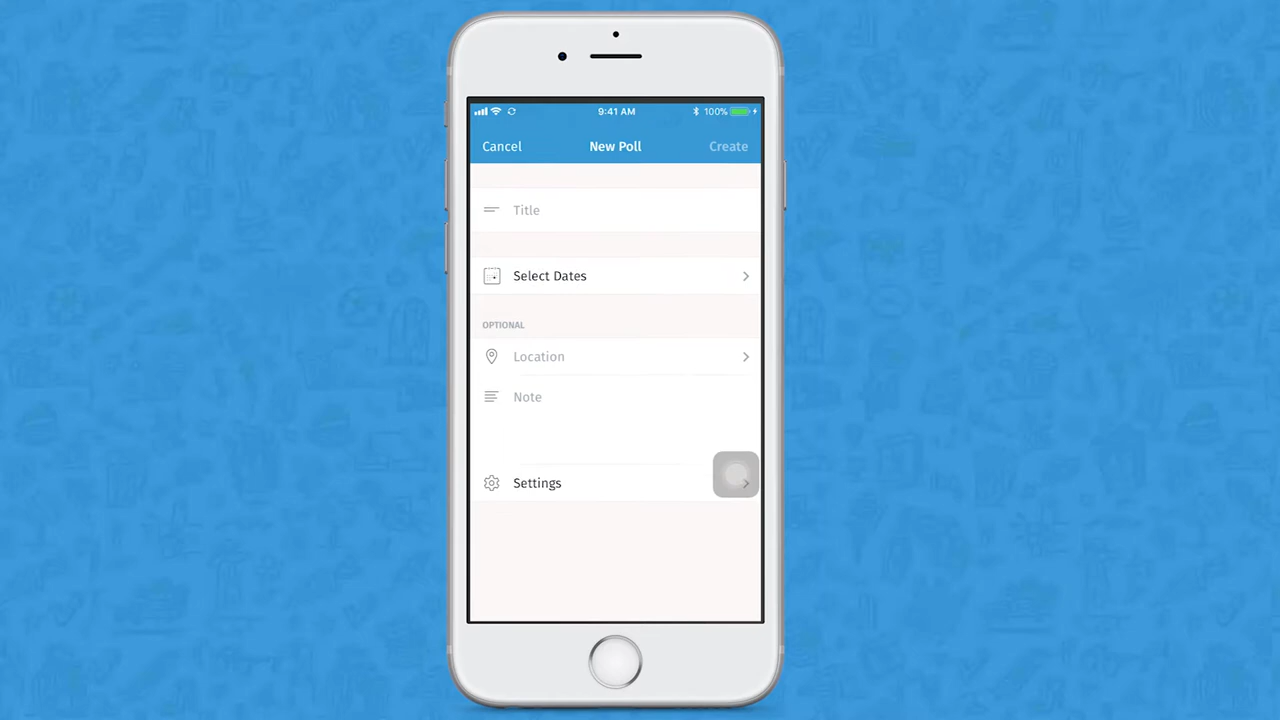 9:41 AM 100%
Cancel New Poll Create
Title
Select Dates
OPTIONAL
Location
Note
Settings